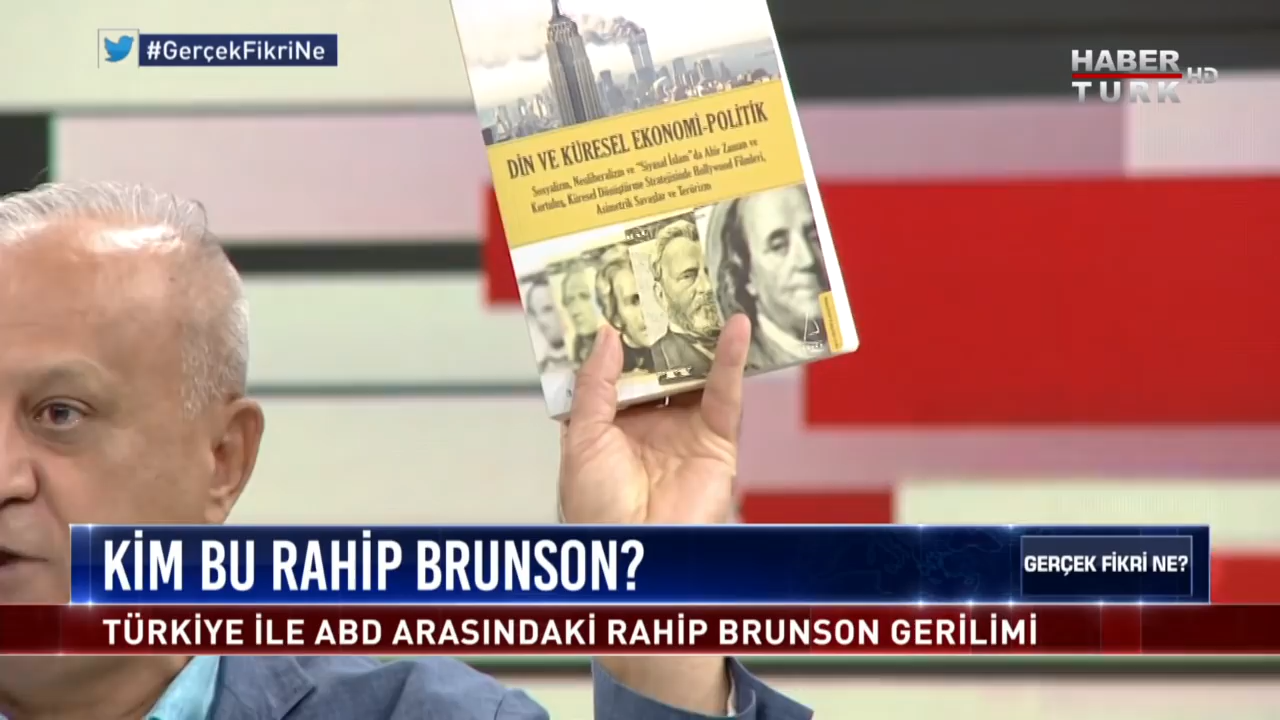 #GerçekFikriNe
HABER
TURK HD
DİN VE KÜRESEL EKONOMİ-POLİTİK
Sosyalizm, Neoliberalizm ve "Siyasal İslam"da Ahir Zaman ve
Kurtuluş, Küresel Dönüştürme Stratejisinde Hollywood Filmleri,
Asimetrik Savaşlar ve Terörizm
KİM BU RAHİP BRUNSON?
GERÇEK FİKRİ NE?
TÜRKİYE İLE ABD ARASINDAKİ RAHİP BRUNSON GERİLİMİ